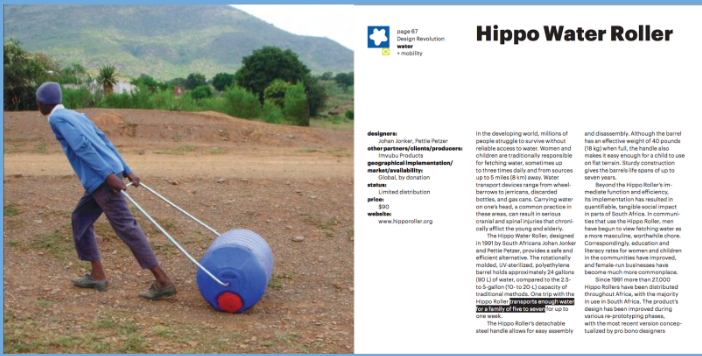 page 67
Design Revolution
water
+ mobility
Hippo Water Roller
designers:
Johan Jonker, Pettie Petzer
other partners/clients/producers:
Imvubu Products
geographical implementation/
market/availability:
Global, by donation
status:
Limited distribution
price:
$90
website:
www.hipporoller.org
In the developing world, millions of
people struggle to survive without
reliable access to water. Women and
children are traditionally responsible
for fetching water, sometimes up
to three times daily and from sources
up to 5 miles (8 km) away. Water
transport devices range from wheel-
barrows to jerricans, discarded
bottles, and gas cans. Carrying water
on one's head, a common practice in
these areas, can result in serious
cranial and spinal injuries that chroni-
cally afflict the young and elderly.
The Hippo Water Roller, designed
in 1991 by South Africans Johan Jonker
and Pettie Petzer, provides a safe and
efficient alternative. The rotationally
molded, UV-sterilized, polyethylene
barrel holds approximately 24 gallons
(90 L) of water, compared to the 2.5-
to 5-gallon (10- to 20-L) capacity of
traditional methods. One trip with the
Hippo Roller transports enough water
for a family of five to seven for up to
one week.
The Hippo Roller's detachable
steel handle allows for easy assembly
and disassembly. Although the barrel
has an effective weight of 40 pounds
(18 kg) when full, the handle also
makes it easy enough for a child to use
on flat terrain. Sturdy construction
gives the barrels life spans of up to
seven years.
Beyond the Hippo Roller's im-
mediate function and efficiency,
its implementation has resulted in
quantifiable, tangible social impact
in parts of South Africa. In communi-
ties that use the Hippo Roller, men
have begun to view fetching water as
a more masculine, worthwhile chore.
Correspondingly, education and
literacy rates for women and children
in the communities have improved,
and female-run businesses have
become much more commonplace.
Since 1991 more than 27,000
Hippo Rollers have been distributed
throughout Africa, with the majority
in use in South Africa. The product's
design has been improved during
various re-prototyping phases,
with the most recent version concep-
tualized by pro bono designers